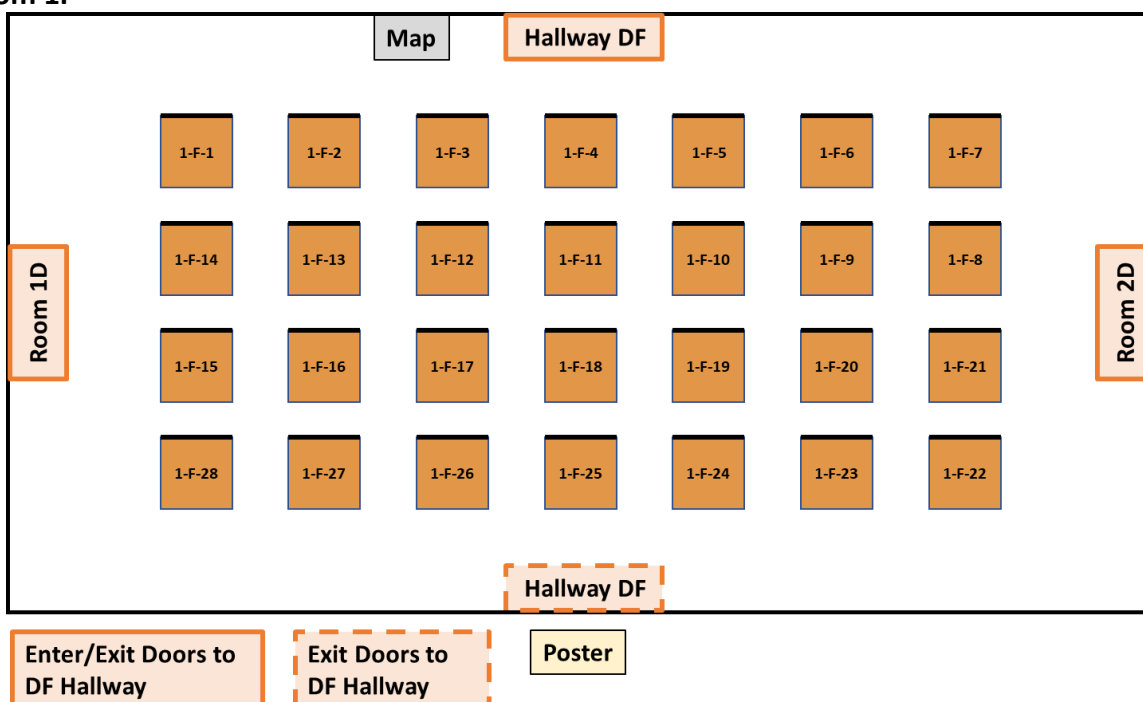 Map
Hallway DF
1-F-1 1-F-2 1-F-3 1-F-4 1-F-5 1-F-6 1-F-7
1-F-14 1-F-13 1-F-12 1-F-11 1-F-10 1-F-9 1-F-8
Room 1D
Room 2D
1-F-15 1-F-16 1-F-17 1-F-18 1-F-19 1-F-20 1-F-21
1-F-28 1-F-27 1-F-26 1-F-25 1-F-24 1-F-23 1-F-22
Hallway DF
Enter/Exit Doors to
DF Hallway
Exit Doors to
DF Hallway
Poster